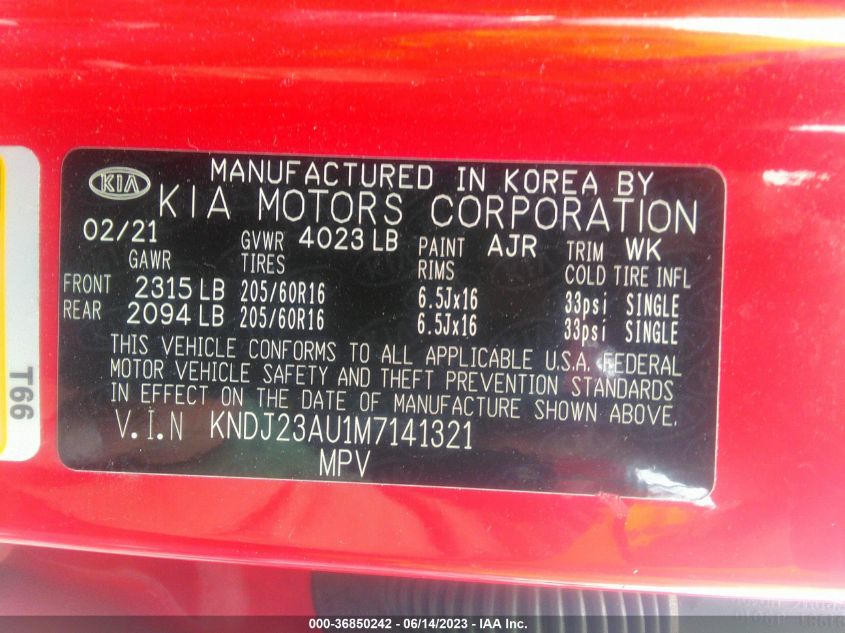 MANUFACTURED IN KOREA BY
KIA KIA MOTORS CORPORATION
02/21 GVWR 4023 LB PAINT AJR TRIM WK
GAWR TIRES RIMS COLD TIRE INFL
FRONT 2315 LB 205/60R16 6.5Jx16 33psi SINGLE
REAR 2094 LB 205/60R16 6.5Jx16 33psi SINGLE
THIS VEHICLE CONFORMS TO ALL APPLICABLE U.S.A. FEDERAL
MOTOR VEHICLE SAFETY AND THEFT PREVENTION STANDARDS
IN EFFECT ON THE DATE OF MANUFACTURE SHOWN ABOVE.
V.I.N KNDJ23AU1M7141321
MPV
T66
000-36850242 - 06/14/2023 - IAA Inc.